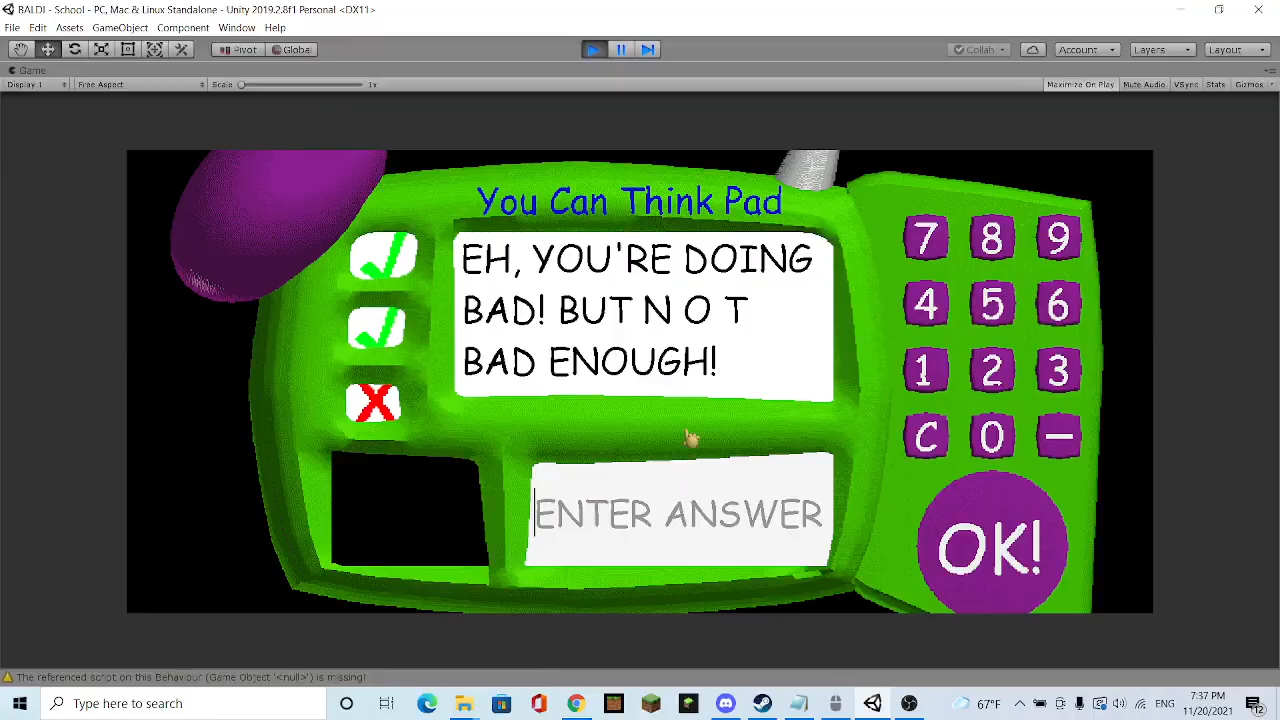 BALDI - School - PC, Mac & Linux Standalone - Unity 2019.2.8f1 Personal <DX11>
File Edit Assets GameObject Component Window Help
Pivot Global Collab Account Layers Layout
Game
Display 1 Free Aspect Scale 1x Maximize On Play Mute Audio VSync Stats Gizmos
You Can Think Pad
EH, YOU'RE DOING
BAD! BUT N O T
BAD ENOUGH!
ENTER ANSWER
7 8 9
4 5 6
1 2 3
C 0 −
OK!
The referenced script on this Behaviour (Game Object '<null>') is missing!
Type here to search
67°F
7:37 PM
11/20/2021
12